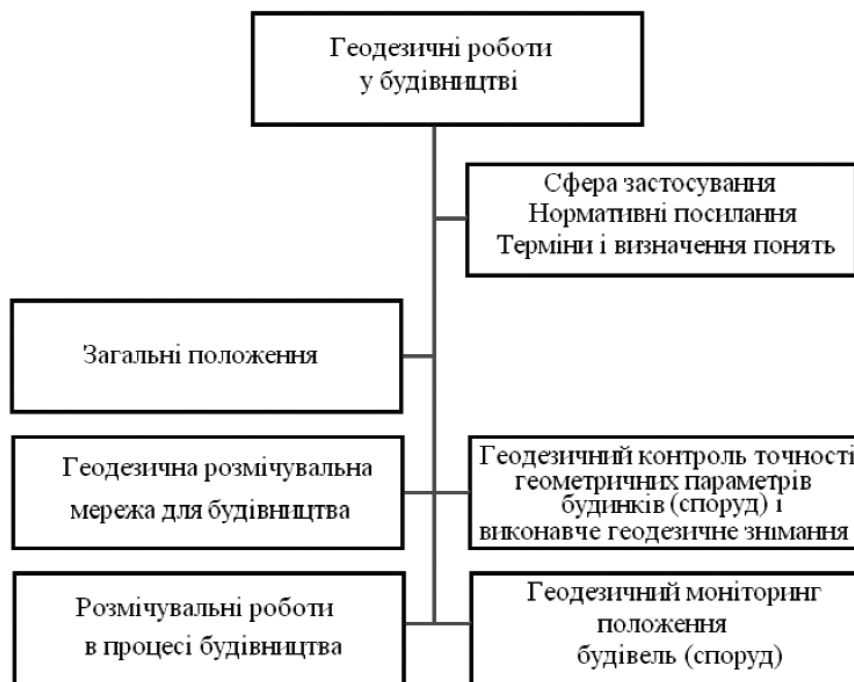 Геодезичні роботи
у будівництві
Сфера застосування
Нормативні посилання
Терміни і визначення понять
Загальні положення
Геодезична розмічувальна
мережа для будівництва
Геодезичний контроль точності
геометричних параметрів
будинків (споруд) і
виконавче геодезичне знімання
Розмічувальні роботи
в процесі будівництва
Геодезичний моніторинг
положення
будівель (споруд)